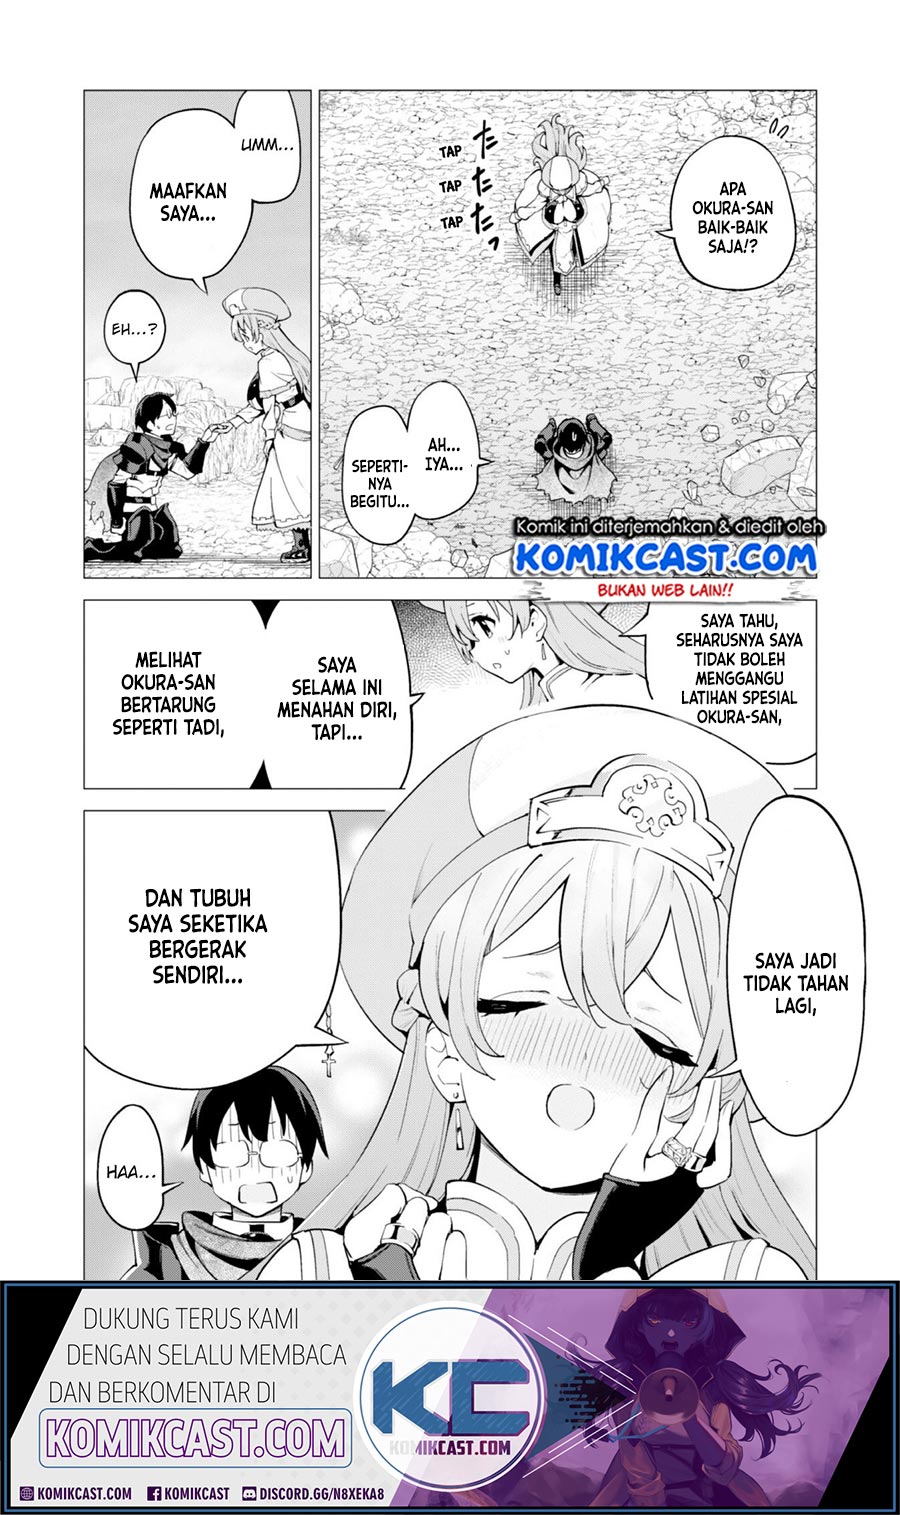 APA
OKURA-SAN
BAIK-BAIK
SAJA!?
たたたっ
TAP
TAP
TAP
AH...
IYA...
SEPERTI-
NYA
BEGITU...
UMM...
MAAFKAN
SAYA...
EH...?
Komik ini diterjemahkan & diedit oleh
KOMIKCAST.COM
BUKAN WEB LAIN!!
SAYA TAHU,
SEHARUSNYA SAYA
TIDAK BOLEH
MENGGANGU
LATIHAN SPESIAL
OKURA-SAN,
SAYA
SELAMA INI
MENAHAN DIRI,
TAPI...
MELIHAT
OKURA-SAN
BERTARUNG
SEPERTI TADI,
SAYA JADI
TIDAK TAHAN
LAGI,
DAN TUBUH
SAYA SEKETIKA
BERGERAK
SENDIRI...
HAA...
DUKUNG TERUS KAMI
DENGAN SELALU MEMBACA
DAN BERKOMENTAR DI
KOMIKCAST.COM
KC
KOMIKCAST.COM
KOMIKCAST.COM
KOMIKCAST
DISCORD.GG/N8XEKA8